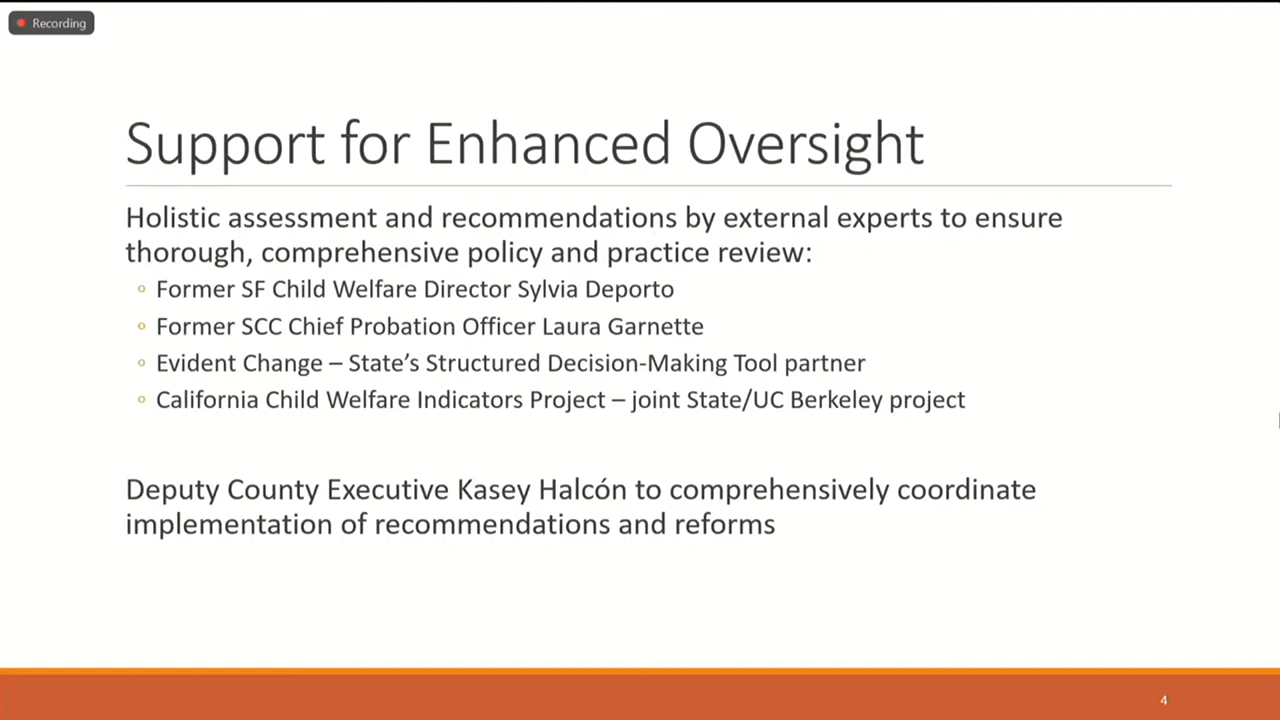 Recording
Support for Enhanced Oversight
Holistic assessment and recommendations by external experts to ensure
thorough, comprehensive policy and practice review:
◦ Former SF Child Welfare Director Sylvia Deporto
◦ Former SCC Chief Probation Officer Laura Garnette
◦ Evident Change – State’s Structured Decision-Making Tool partner
◦ California Child Welfare Indicators Project – joint State/UC Berkeley project
Deputy County Executive Kasey Halcón to comprehensively coordinate
implementation of recommendations and reforms
4